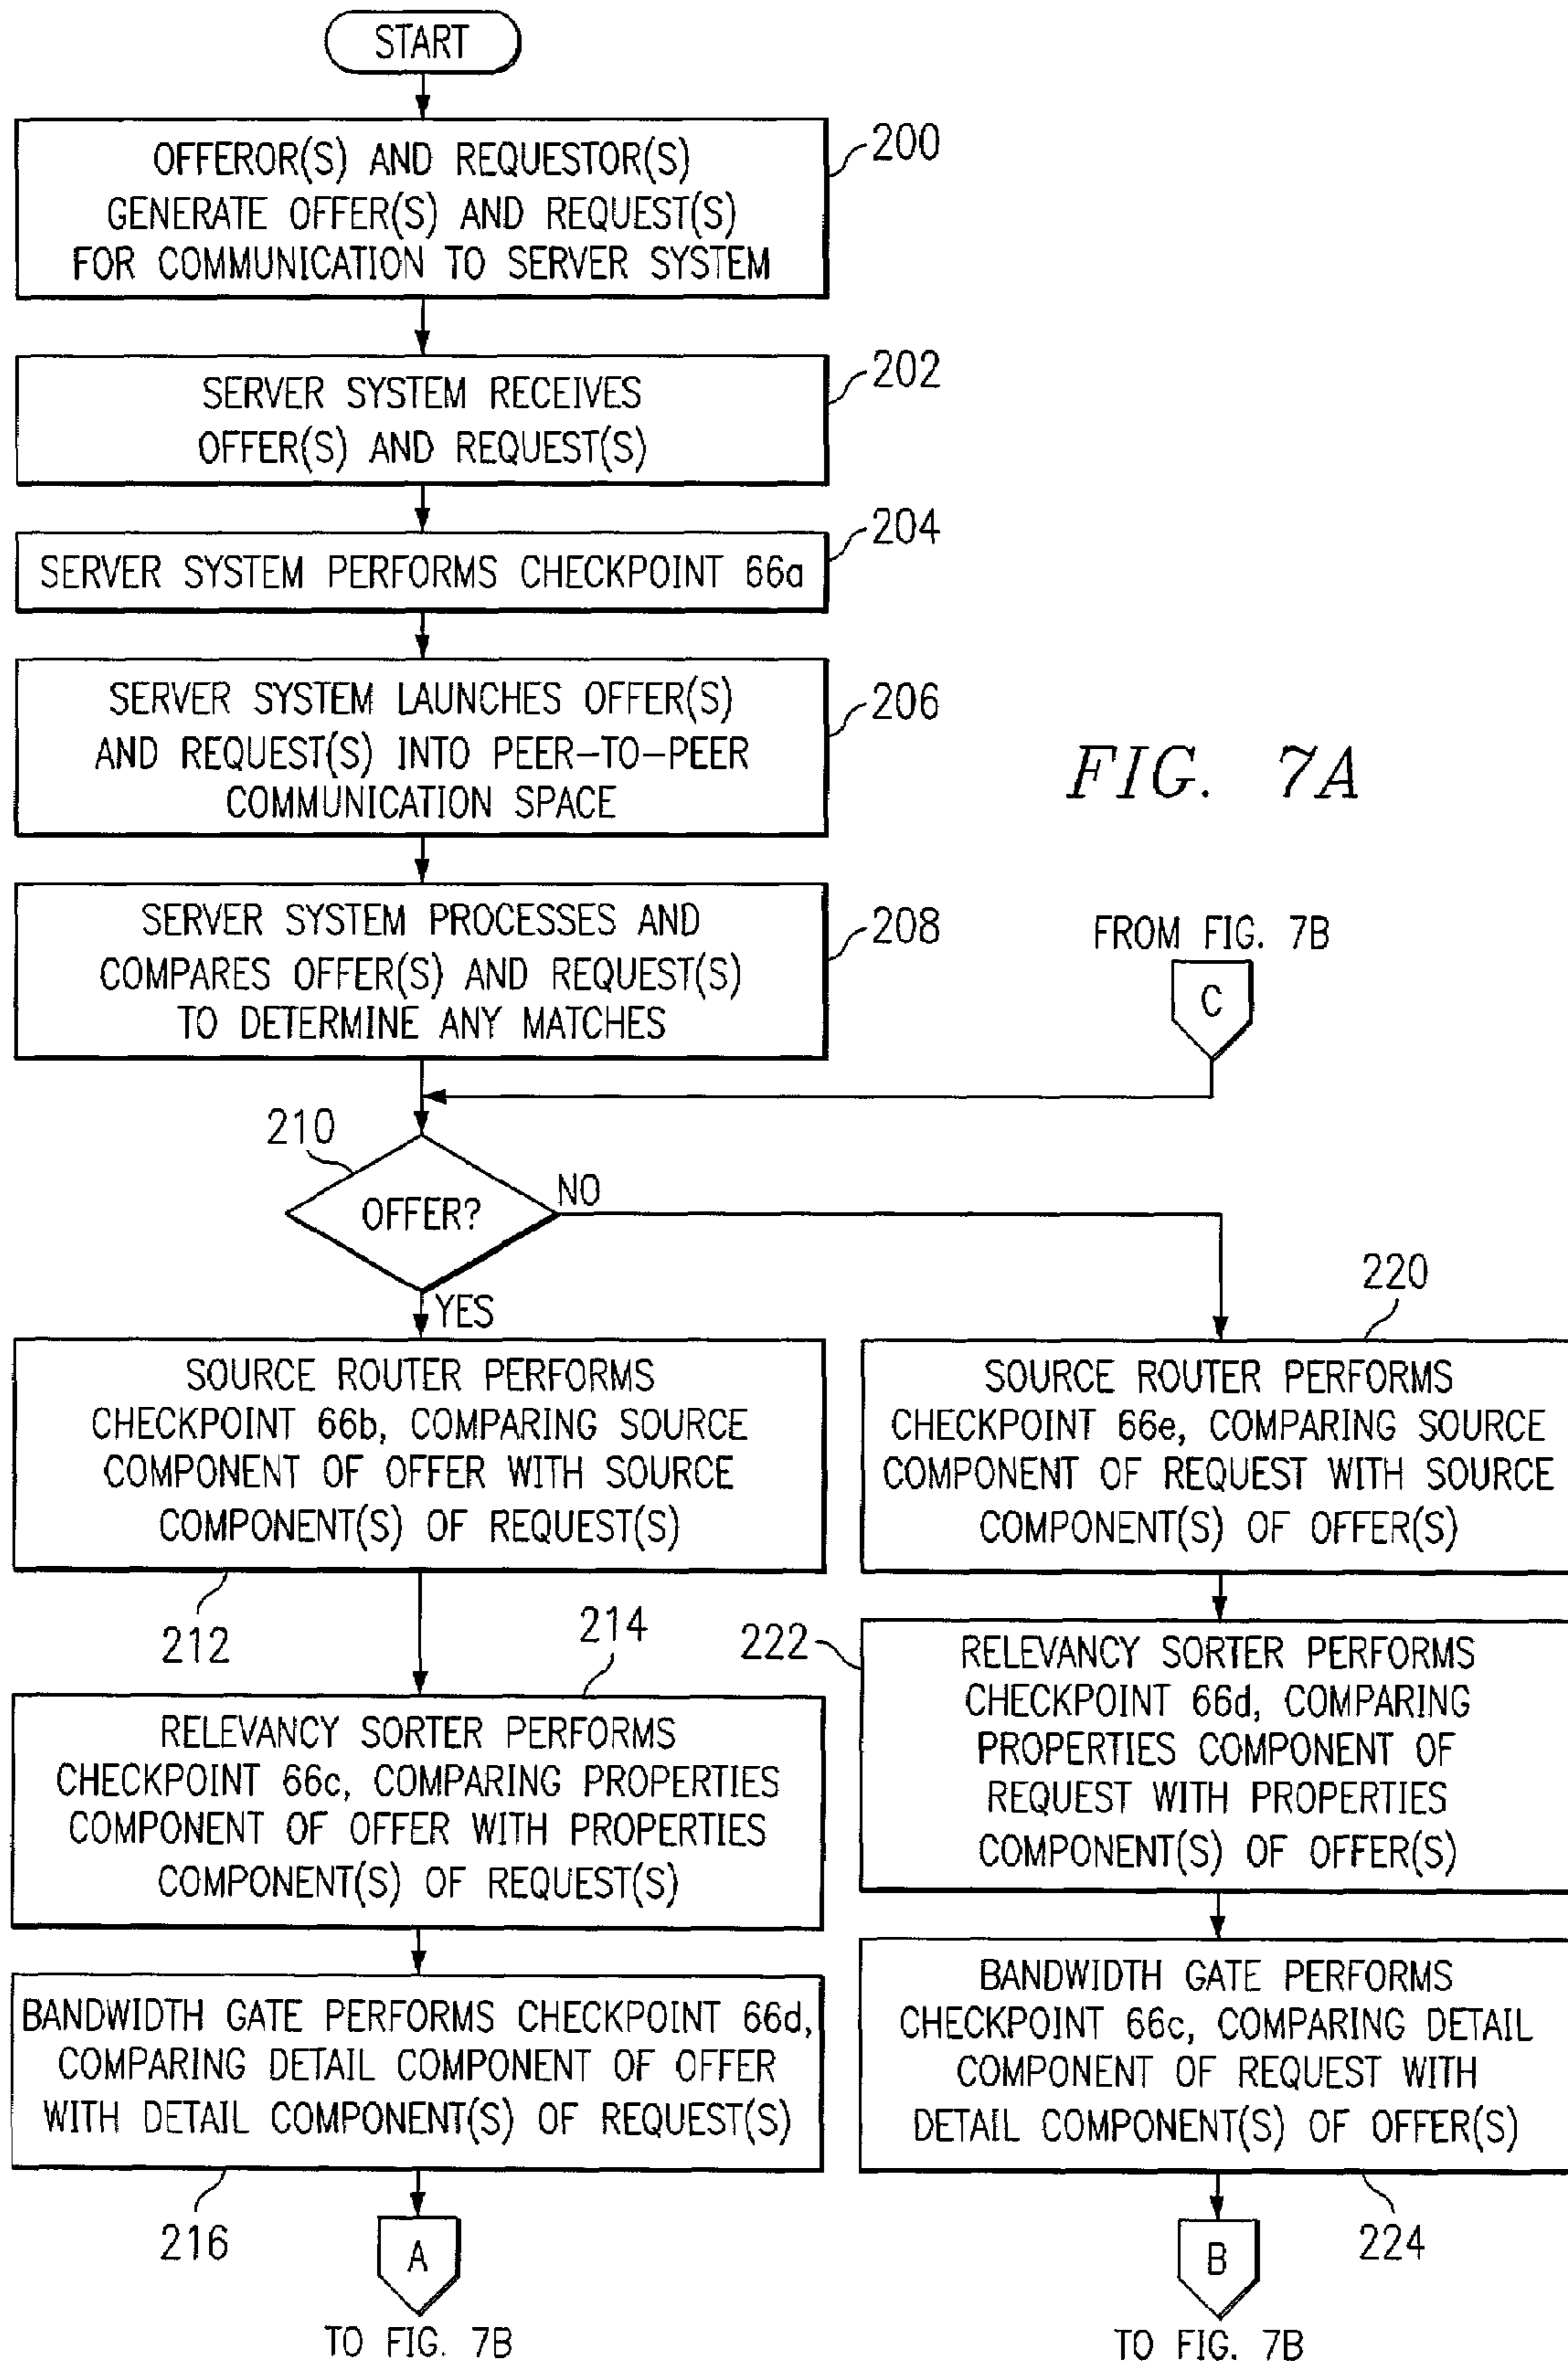 START
OFFEROR(S) AND REQUESTOR(S)
GENERATE OFFER(S) AND REQUEST(S)
FOR COMMUNICATION TO SERVER SYSTEM
200
SERVER SYSTEM RECEIVES
OFFER(S) AND REQUEST(S)
202
SERVER SYSTEM PERFORMS CHECKPOINT 66a
204
SERVER SYSTEM LAUNCHES OFFER(S)
AND REQUEST(S) INTO PEER-TO-PEER
COMMUNICATION SPACE
206
FIG. 7A
SERVER SYSTEM PROCESSES AND
COMPARES OFFER(S) AND REQUEST(S)
TO DETERMINE ANY MATCHES
208
FROM FIG. 7B
C
210
OFFER?
NO
YES
SOURCE ROUTER PERFORMS
CHECKPOINT 66b, COMPARING SOURCE
COMPONENT OF OFFER WITH SOURCE
COMPONENT(S) OF REQUEST(S)
212
220
SOURCE ROUTER PERFORMS
CHECKPOINT 66e, COMPARING SOURCE
COMPONENT OF REQUEST WITH SOURCE
COMPONENT(S) OF OFFER(S)
214
RELEVANCY SORTER PERFORMS
CHECKPOINT 66c, COMPARING PROPERTIES
COMPONENT OF OFFER WITH PROPERTIES
COMPONENT(S) OF REQUEST(S)
222
RELEVANCY SORTER PERFORMS
CHECKPOINT 66d, COMPARING
PROPERTIES COMPONENT OF
REQUEST WITH PROPERTIES
COMPONENT(S) OF OFFER(S)
BANDWIDTH GATE PERFORMS CHECKPOINT 66d,
COMPARING DETAIL COMPONENT OF OFFER
WITH DETAIL COMPONENT(S) OF REQUEST(S)
216
BANDWIDTH GATE PERFORMS
CHECKPOINT 66c, COMPARING DETAIL
COMPONENT OF REQUEST WITH
DETAIL COMPONENT(S) OF OFFER(S)
224
A
TO FIG. 7B
B
TO FIG. 7B